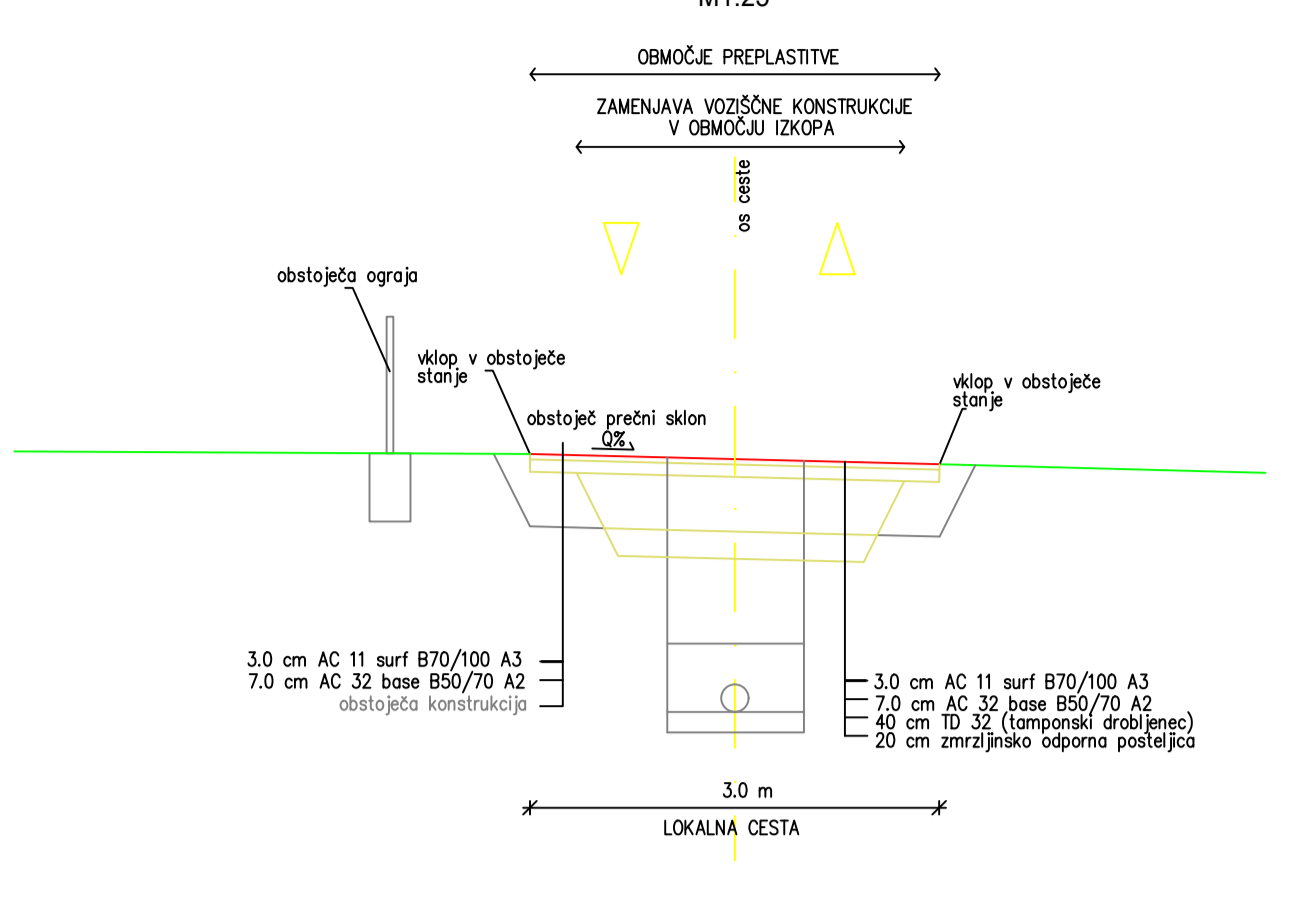 OBMOČJE PREPLASTITVE
ZAMENJAVA VOZIŠČNE KONSTRUKCIJE
V OBMOČJU IZKOPA
os ceste
obstoječa ograja
vklop v obstoječe
stanje
vklop v obstoječe
stanje
obstoječ prečni sklon
Q%
3.0 cm AC 11 surf B70/100 A3
7.0 cm AC 32 base B50/70 A2
obstoječa konstrukcija
3.0 cm AC 11 surf B70/100 A3
7.0 cm AC 32 base B50/70 A2
40 cm TD 32 (tamponski drobljenec)
20 cm zmrzljinsko odporna posteljica
3.0 m
LOKALNA CESTA